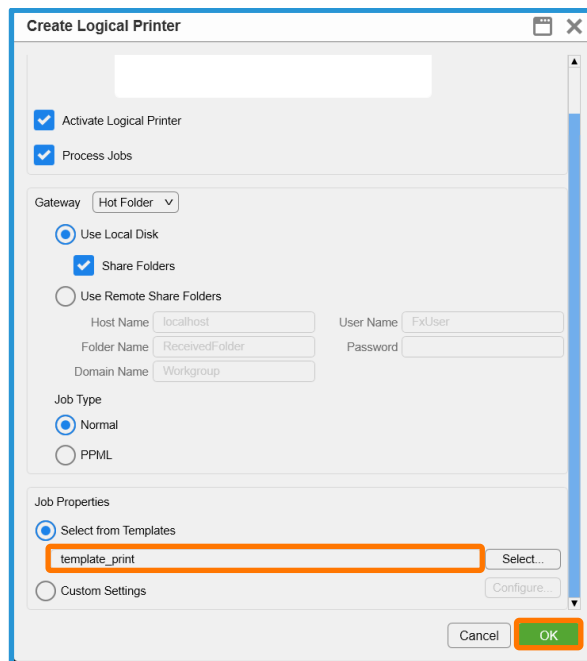 Create Logical Printer
Activate Logical Printer
Process Jobs
Gateway Hot Folder
Use Local Disk
Share Folders
Use Remote Share Folders
Host Name localhost User Name FxUser
Folder Name ReceivedFolder Password
Domain Name Workgroup
Job Type
Normal
PPML
Job Properties
Select from Templates
template_print Select...
Custom Settings Configure...
Cancel OK